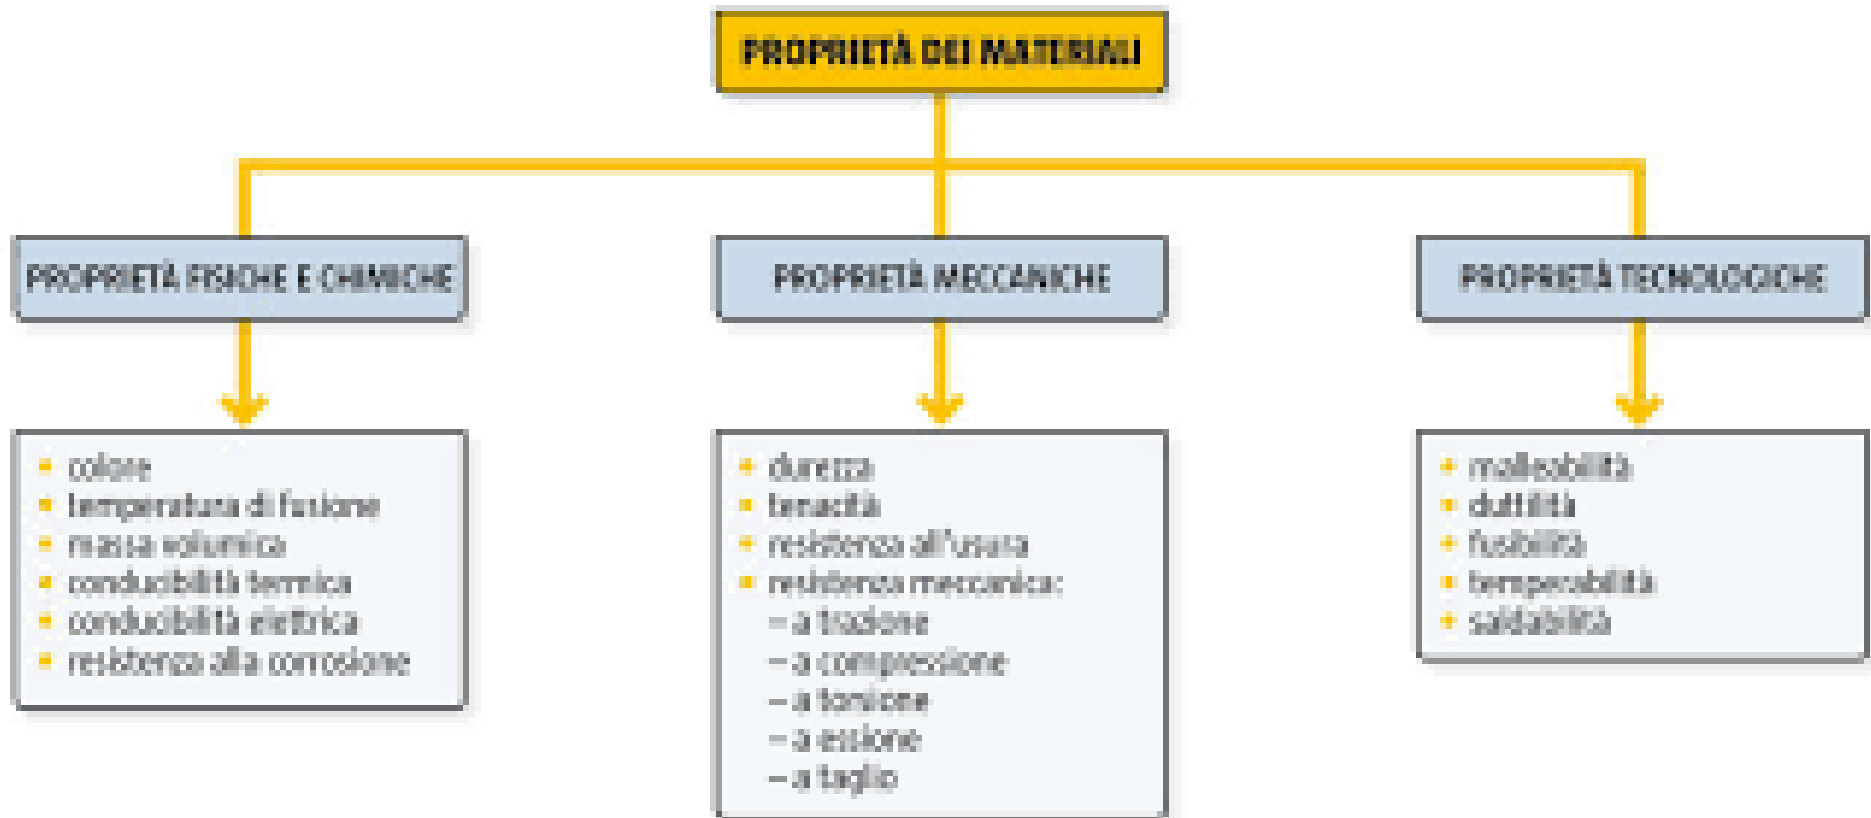 PROPRIETÀ DEI MATERIALI
PROPRIETÀ FISICHE E CHIMICHE
PROPRIETÀ MECCANICHE
PROPRIETÀ TECNOLOGICHE
• colore
• temperatura di fusione
• massa volumica
• conducibilità termica
• conducibilità elettrica
• resistenza alla corrosione
• durezza
• tenacità
• resistenza all'usura
• resistenza meccanica:
– a trazione
– a compressione
– a torsione
– a essione
– a taglio
• malleabilità
• duttilità
• fusibilità
• temperabilità
• saldabilità